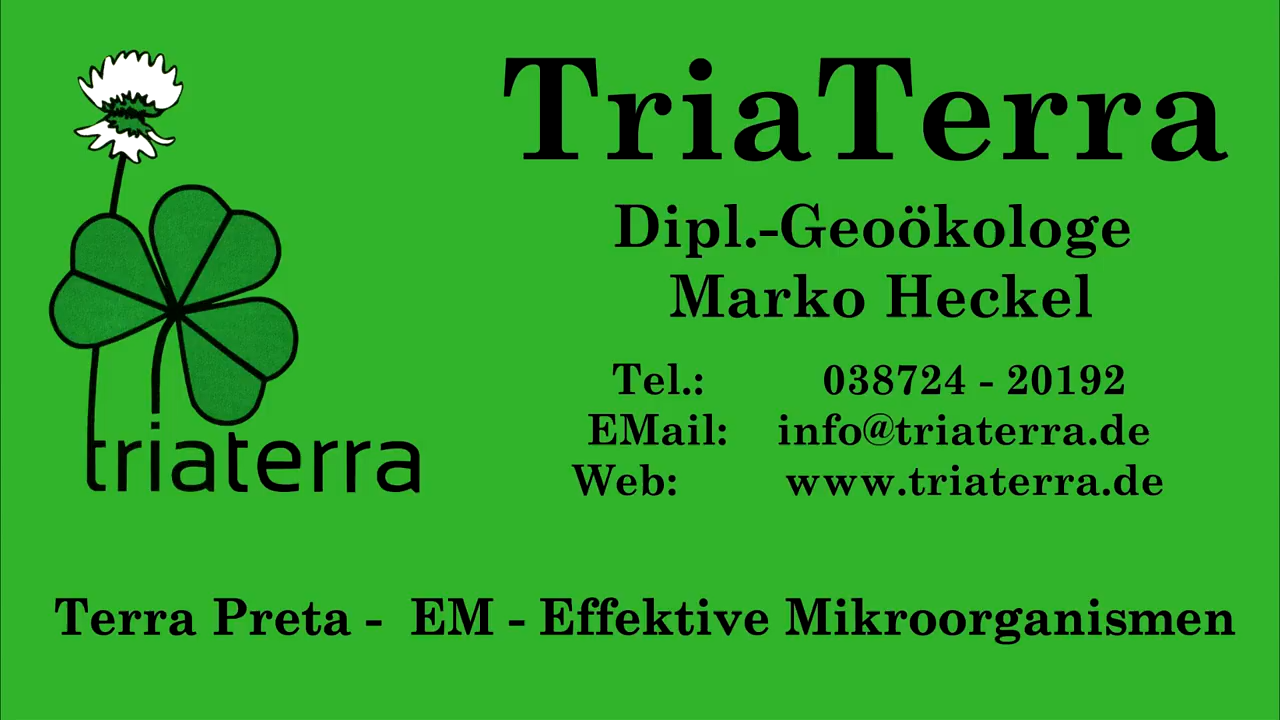 TriaTerra
Dipl.-Geoökologe
Marko Heckel
Tel.: 038724 - 20192
EMail: info@triaterra.de
Web: www.triaterra.de
triaterra
Terra Preta - EM - Effektive Mikroorganismen